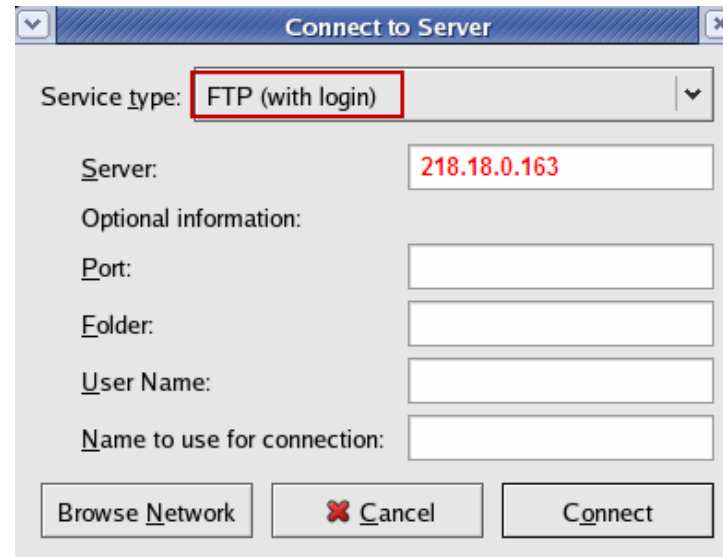 Connect to Server
Service type: FTP (with login)
Server: 218.18.0.163
Optional information:
Port:
Folder:
User Name:
Name to use for connection:
Browse Network Cancel Connect